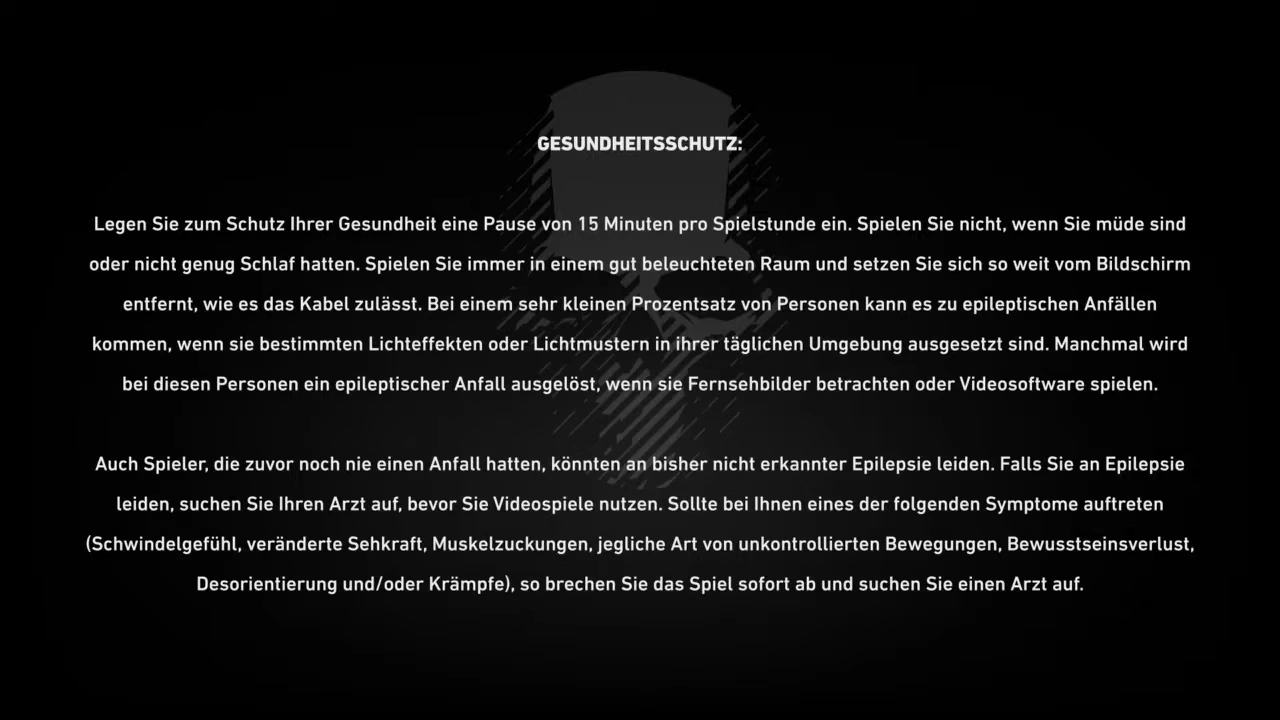 GESUNDHEITSSCHUTZ:
Legen Sie zum Schutz Ihrer Gesundheit eine Pause von 15 Minuten pro Spielstunde ein. Spielen Sie nicht, wenn Sie müde sind
oder nicht genug Schlaf hatten. Spielen Sie immer in einem gut beleuchteten Raum und setzen Sie sich so weit vom Bildschirm
entfernt, wie es das Kabel zulässt. Bei einem sehr kleinen Prozentsatz von Personen kann es zu epileptischen Anfällen
kommen, wenn sie bestimmten Lichteffekten oder Lichtmustern in ihrer täglichen Umgebung ausgesetzt sind. Manchmal wird
bei diesen Personen ein epileptischer Anfall ausgelöst, wenn sie Fernsehbilder betrachten oder Videosoftware spielen.
Auch Spieler, die zuvor noch nie einen Anfall hatten, könnten an bisher nicht erkannter Epilepsie leiden. Falls Sie an Epilepsie
leiden, suchen Sie Ihren Arzt auf, bevor Sie Videospiele nutzen. Sollte bei Ihnen eines der folgenden Symptome auftreten
(Schwindelgefühl, veränderte Sehkraft, Muskelzuckungen, jegliche Art von unkontrollierten Bewegungen, Bewusstseinsverlust,
Desorientierung und/oder Krämpfe), so brechen Sie das Spiel sofort ab und suchen Sie einen Arzt auf.